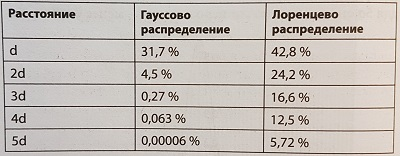 Расстояние Гауссово Лоренцево
распределение распределение
d 31,7 % 42,8 %
2d 4,5 % 24,2 %
3d 0,27 % 16,6 %
4d 0,063 % 12,5 %
5d 0,00006 % 5,72 %